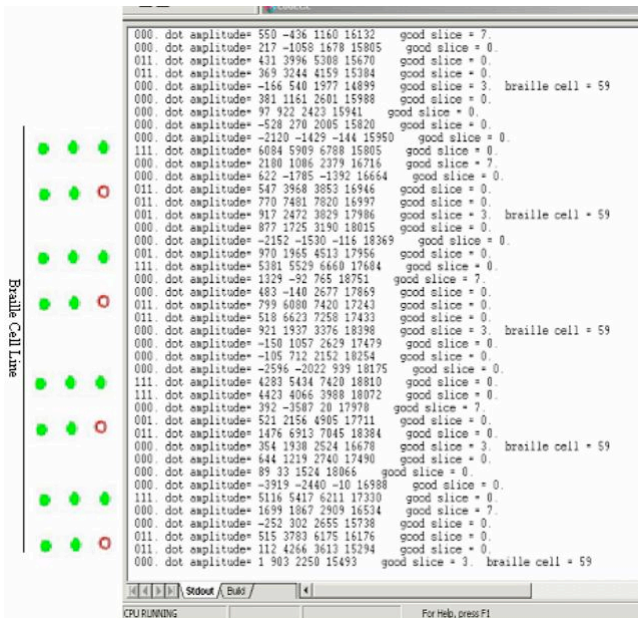 Braille Cell Line
000. dot amplitude= 550 -436 1160 16132 good slice = 7.
000. dot amplitude= 217 -1058 1678 15805 good slice = 0.
011. dot amplitude= 431 3996 5308 15670 good slice = 0.
011. dot amplitude= 369 3244 4159 15384 good slice = 0.
000. dot amplitude= -166 540 1977 14899 good slice = 3. braille cell = 59
000. dot amplitude= 381 1161 2601 15988 good slice = 0.
000. dot amplitude= 97 922 2423 15941 good slice = 0.
000. dot amplitude= -528 270 2005 15820 good slice = 0.
000. dot amplitude= -2120 -1429 -144 15950 good slice = 0.
111. dot amplitude= 6084 5909 6788 15805 good slice = 0.
000. dot amplitude= 2180 1086 2379 16716 good slice = 7.
000. dot amplitude= 622 -1785 -1392 16664 good slice = 0.
011. dot amplitude= 547 3968 3853 16946 good slice = 0.
011. dot amplitude= 770 7481 7820 16997 good slice = 0.
001. dot amplitude= 917 2472 3829 17986 good slice = 3. braille cell = 59
000. dot amplitude= 877 1725 3190 18015 good slice = 0.
000. dot amplitude= -2152 -1530 -116 18369 good slice = 0.
001. dot amplitude= 970 1965 4513 17956 good slice = 0.
111. dot amplitude= 5381 5529 6660 17684 good slice = 0.
000. dot amplitude= 1329 -92 765 18751 good slice = 7.
000. dot amplitude= 483 -140 2677 17869 good slice = 0.
011. dot amplitude= 799 6080 7420 17243 good slice = 0.
011. dot amplitude= 518 6623 7258 17433 good slice = 0.
000. dot amplitude= 921 1937 3376 18398 good slice = 3. braille cell = 59
000. dot amplitude= -150 1057 2629 17479 good slice = 0.
000. dot amplitude= -105 712 2152 18254 good slice = 0.
000. dot amplitude= -2596 -2022 939 18175 good slice = 0.
111. dot amplitude= 4283 5434 7420 18810 good slice = 0.
111. dot amplitude= 4423 4066 3988 18072 good slice = 0.
000. dot amplitude= 392 -3587 20 17978 good slice = 7.
001. dot amplitude= 521 2156 4905 17711 good slice = 0.
011. dot amplitude= 1476 6913 7045 18384 good slice = 0.
000. dot amplitude= 354 1938 2524 16678 good slice = 3. braille cell = 59
000. dot amplitude= 644 1219 2740 17490 good slice = 0.
000. dot amplitude= 89 33 1524 18066 good slice = 0.
000. dot amplitude= -3919 -2440 -10 16988 good slice = 0.
111. dot amplitude= 5116 5417 6211 17330 good slice = 0.
000. dot amplitude= 1699 1867 2909 16534 good slice = 7.
000. dot amplitude= -252 302 2655 15738 good slice = 0.
011. dot amplitude= 515 3783 6175 16176 good slice = 0.
011. dot amplitude= 112 4266 3613 15294 good slice = 0.
000. dot amplitude= 1 903 2250 15493 good slice = 3. braille cell = 59
Stdout Build
CPU RUNNING For Help, press F1